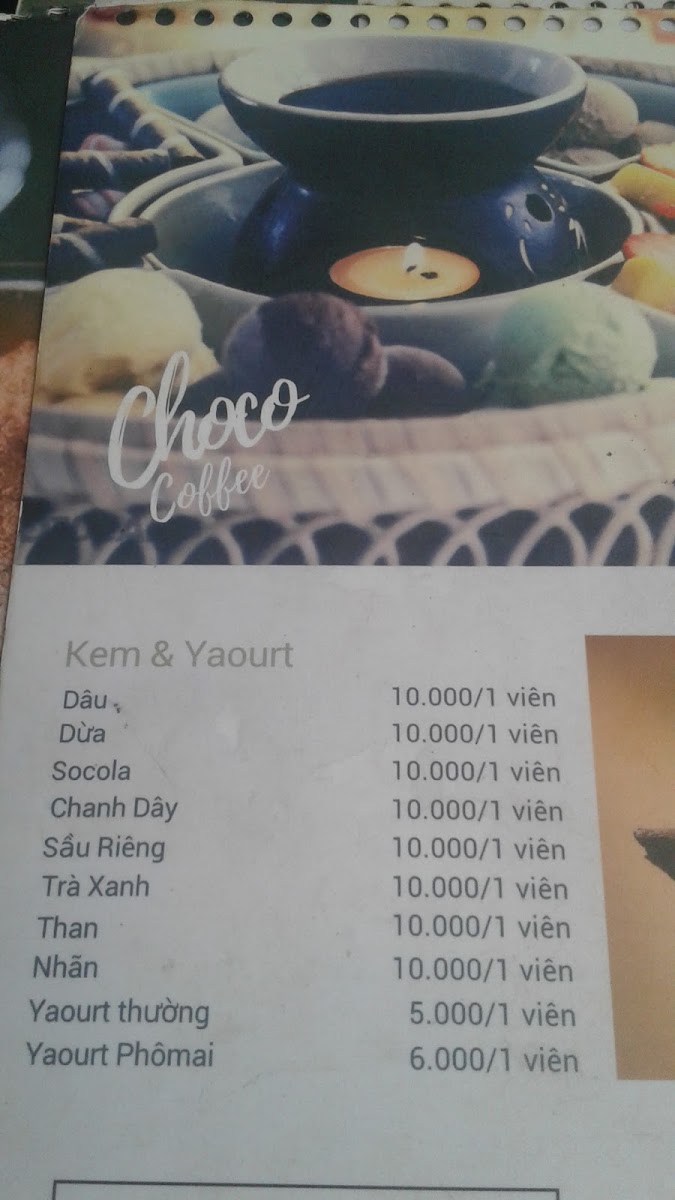 Choco
Coffee
Kem & Yaourt
Dâu 10.000/1 viên
Dừa 10.000/1 viên
Socola 10.000/1 viên
Chanh Dây 10.000/1 viên
Sầu Riêng 10.000/1 viên
Trà Xanh 10.000/1 viên
Than 10.000/1 viên
Nhãn 10.000/1 viên
Yaourt thường 5.000/1 viên
Yaourt Phômai 6.000/1 viên